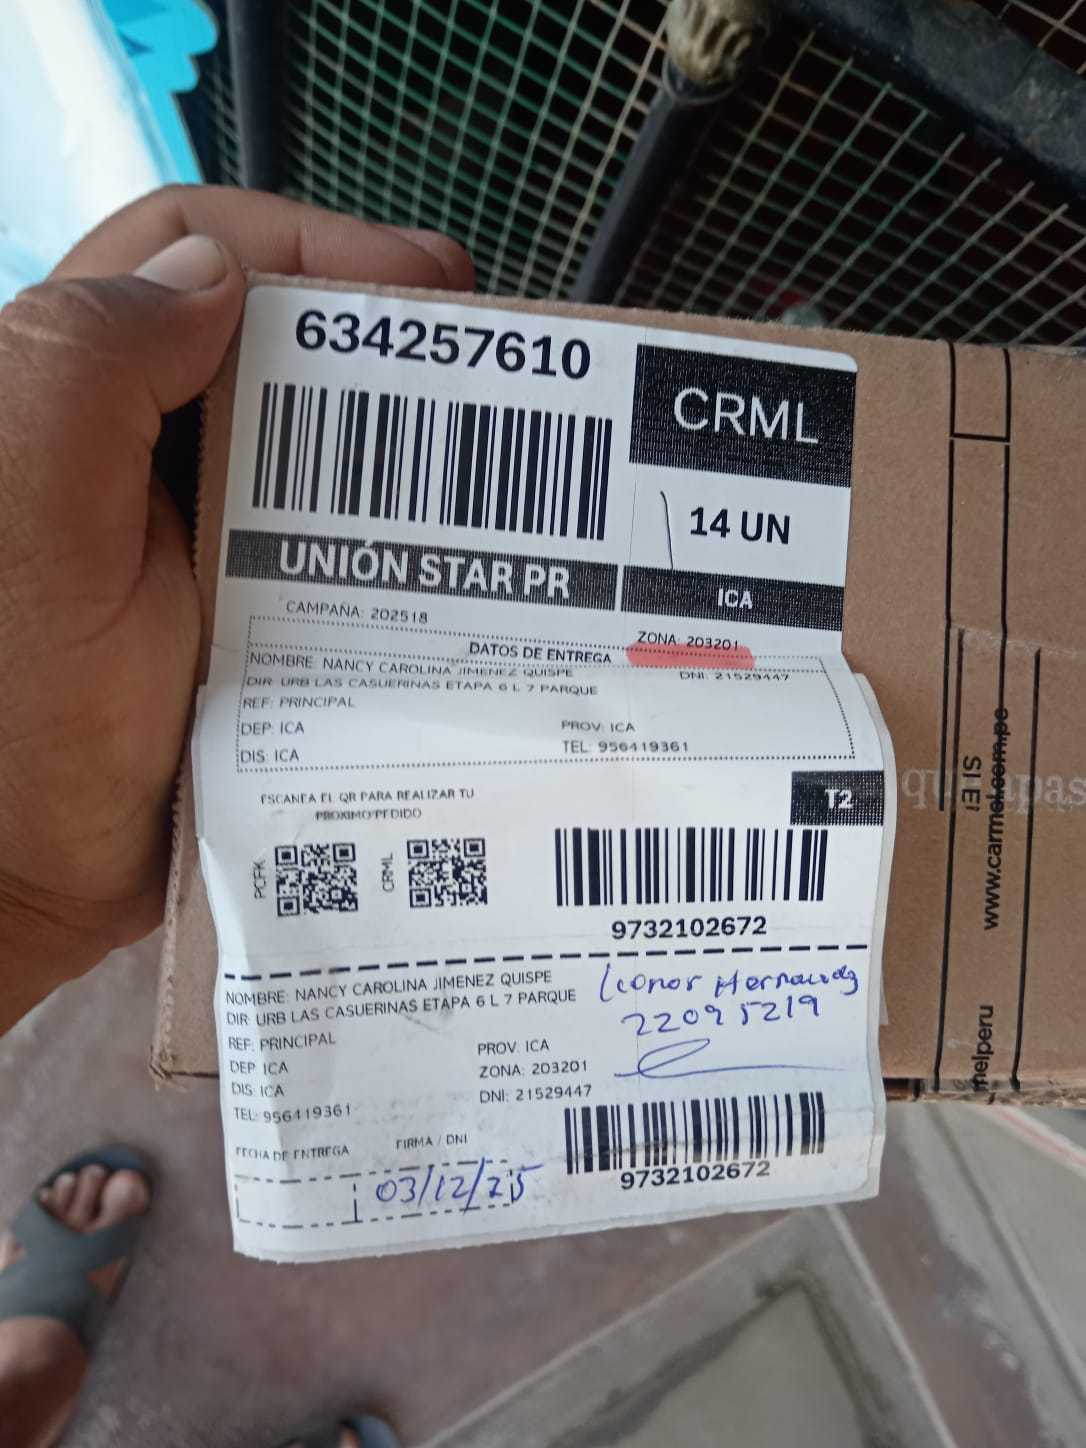 634257610
CRML
14 UN
UNIÓN STAR PR
ICA
CAMPAÑA: 202518
ZONA: 203201
DATOS DE ENTREGA
NOMBRE: NANCY CAROLINA JIMENEZ QUISPE
DNI: 21529447
DIR: URB LAS CASUERINAS ETAPA 6 L 7 PARQUE
REF: PRINCIPAL
DEP: ICA
PROV: ICA
DIS: ICA
TEL: 956419361
ESCANEA EL QR PARA REALIZAR TU
PROXIMO PEDIDO
T2
PCFK
CRML
9732102672
NOMBRE: NANCY CAROLINA JIMENEZ QUISPE
DIR: URB LAS CASUERINAS ETAPA 6 L 7 PARQUE
REF: PRINCIPAL
DEP: ICA
DIS: ICA
TEL: 956419361
PROV: ICA
ZONA: 203201
DNI: 21529447
Leonor Hernandez
22095219
FECHA DE ENTREGA
FIRMA / DNI
03/12/25
9732102672
SI El
www.carmel.com.pe
melperu